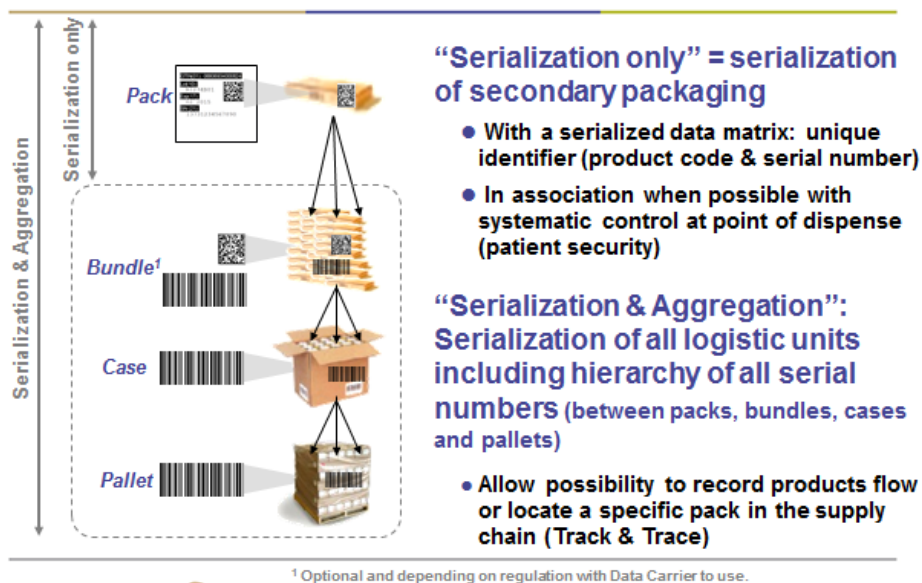 Serialization only
Serialization & Aggregation
Pack
Bundle¹
Case
Pallet
“Serialization only” = serialization
of secondary packaging
● With a serialized data matrix: unique
identifier (product code & serial number)
● In association when possible with
systematic control at point of dispense
(patient security)
“Serialization & Aggregation”:
Serialization of all logistic units
including hierarchy of all serial
numbers (between packs, bundles, cases
and pallets)
● Allow possibility to record products flow
or locate a specific pack in the supply
chain (Track & Trace)
¹ Optional and depending on regulation with Data Carrier to use.